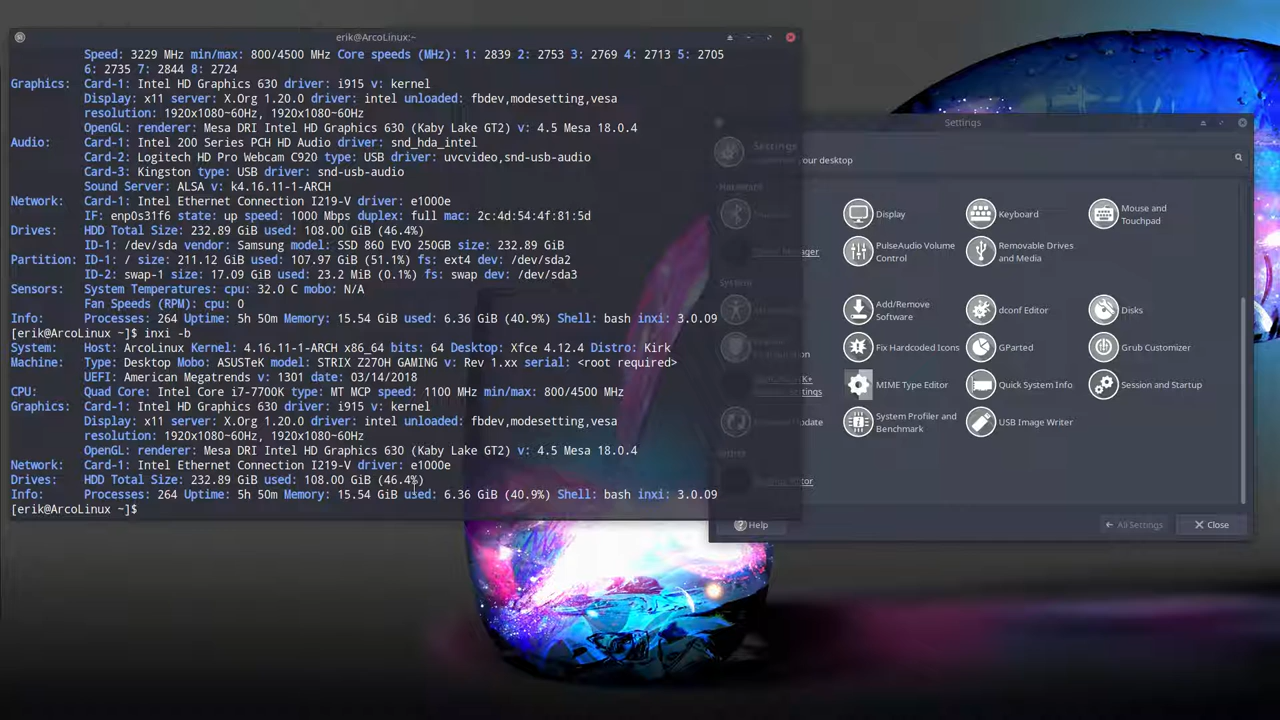 erik@ArcoLinux:~
Speed: 3229 MHz min/max: 800/4500 MHz Core speeds (MHz): 1: 2839 2: 2753 3: 2769 4: 2713 5: 2705
6: 2735 7: 2844 8: 2724
Graphics: Card-1: Intel HD Graphics 630 driver: i915 v: kernel
Display: x11 server: X.Org 1.20.0 driver: intel unloaded: fbdev,modesetting,vesa
resolution: 1920x1080~60Hz, 1920x1080~60Hz
OpenGL: renderer: Mesa DRI Intel HD Graphics 630 (Kaby Lake GT2) v: 4.5 Mesa 18.0.4
Audio: Card-1: Intel 200 Series PCH HD Audio driver: snd_hda_intel
Card-2: Logitech HD Pro Webcam C920 type: USB driver: uvcvideo,snd-usb-audio
Card-3: Kingston type: USB driver: snd-usb-audio
Sound Server: ALSA v: k4.16.11-1-ARCH
Network: Card-1: Intel Ethernet Connection I219-V driver: e1000e
IF: enp0s31f6 state: up speed: 1000 Mbps duplex: full mac: 2c:4d:54:4f:81:5d
Drives: HDD Total Size: 232.89 GiB used: 108.00 GiB (46.4%)
ID-1: /dev/sda vendor: Samsung model: SSD 860 EVO 250GB size: 232.89 GiB
Partition: ID-1: / size: 211.12 GiB used: 107.97 GiB (51.1%) fs: ext4 dev: /dev/sda2
ID-2: swap-1 size: 17.09 GiB used: 23.2 MiB (0.1%) fs: swap dev: /dev/sda3
Sensors: System Temperatures: cpu: 32.0 C mobo: N/A
Fan Speeds (RPM): cpu: 0
Info: Processes: 264 Uptime: 5h 50m Memory: 15.54 GiB used: 6.36 GiB (40.9%) Shell: bash inxi: 3.0.09
[erik@ArcoLinux ~]$ inxi -b
System: Host: ArcoLinux Kernel: 4.16.11-1-ARCH x86_64 bits: 64 Desktop: Xfce 4.12.4 Distro: Kirk
Machine: Type: Desktop Mobo: ASUSTeK model: STRIX Z270H GAMING v: Rev 1.xx serial: <root required>
UEFI: American Megatrends v: 1301 date: 03/14/2018
CPU: Quad Core: Intel Core i7-7700K type: MT MCP speed: 1100 MHz min/max: 800/4500 MHz
Graphics: Card-1: Intel HD Graphics 630 driver: i915 v: kernel
Display: x11 server: X.Org 1.20.0 driver: intel unloaded: fbdev,modesetting,vesa
resolution: 1920x1080~60Hz, 1920x1080~60Hz
OpenGL: renderer: Mesa DRI Intel HD Graphics 630 (Kaby Lake GT2) v: 4.5 Mesa 18.0.4
Network: Card-1: Intel Ethernet Connection I219-V driver: e1000e
Drives: HDD Total Size: 232.89 GiB used: 108.00 GiB (46.4%)
Info: Processes: 264 Uptime: 5h 50m Memory: 15.54 GiB used: 6.36 GiB (40.9%) Shell: bash inxi: 3.0.09
[erik@ArcoLinux ~]$
Settings
Settings
your desktop
Hardware
Display
Keyboard
Mouse and
Touchpad
Manager
PulseAudio Volume
Control
Removable Drives
and Media
System
Add/Remove
Software
dconf Editor
Disks
Fix Hardcoded Icons
GParted
Grub Customizer
MIME Type Editor
Quick System Info
Session and Startup
Settings
System Profiler and
Benchmark
USB Image Writer
Update
Other
Editor
Help
All Settings
Close